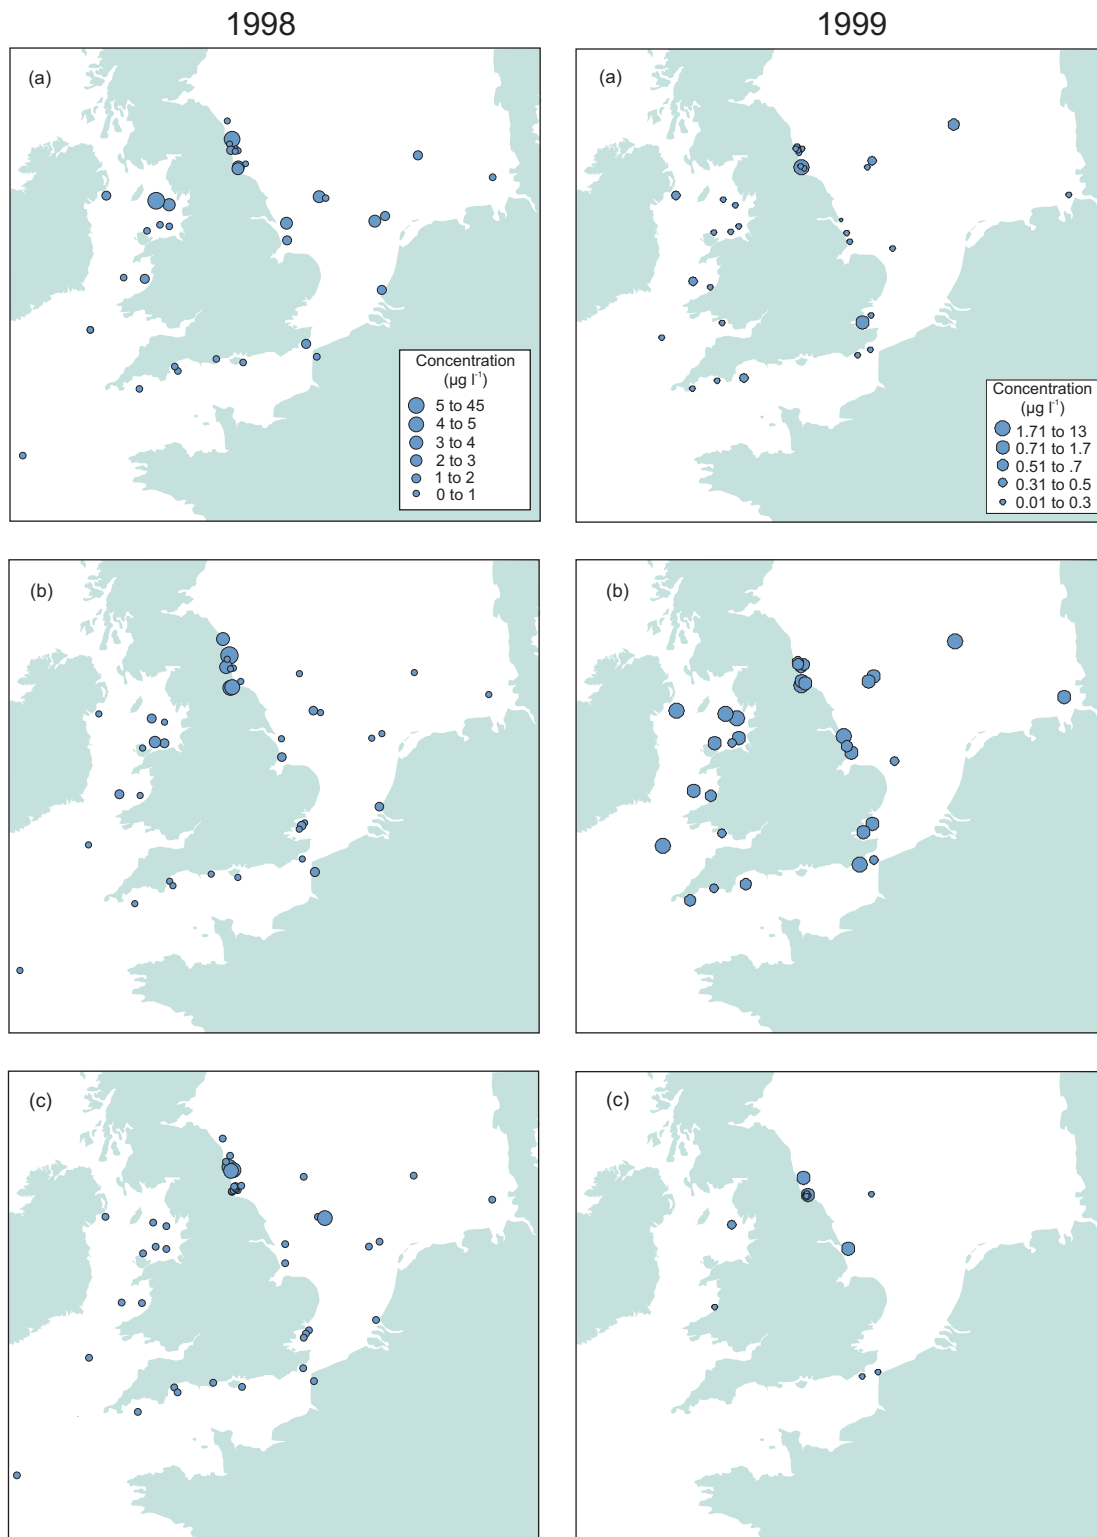 1998
1999
(a)
Concentration
(µg l⁻¹)
5 to 45
4 to 5
3 to 4
2 to 3
1 to 2
0 to 1
(a)
Concentration
(µg l⁻¹)
1.71 to 13
0.71 to 1.7
0.51 to .7
0.31 to 0.5
0.01 to 0.3
(b)
(b)
(c)
(c)